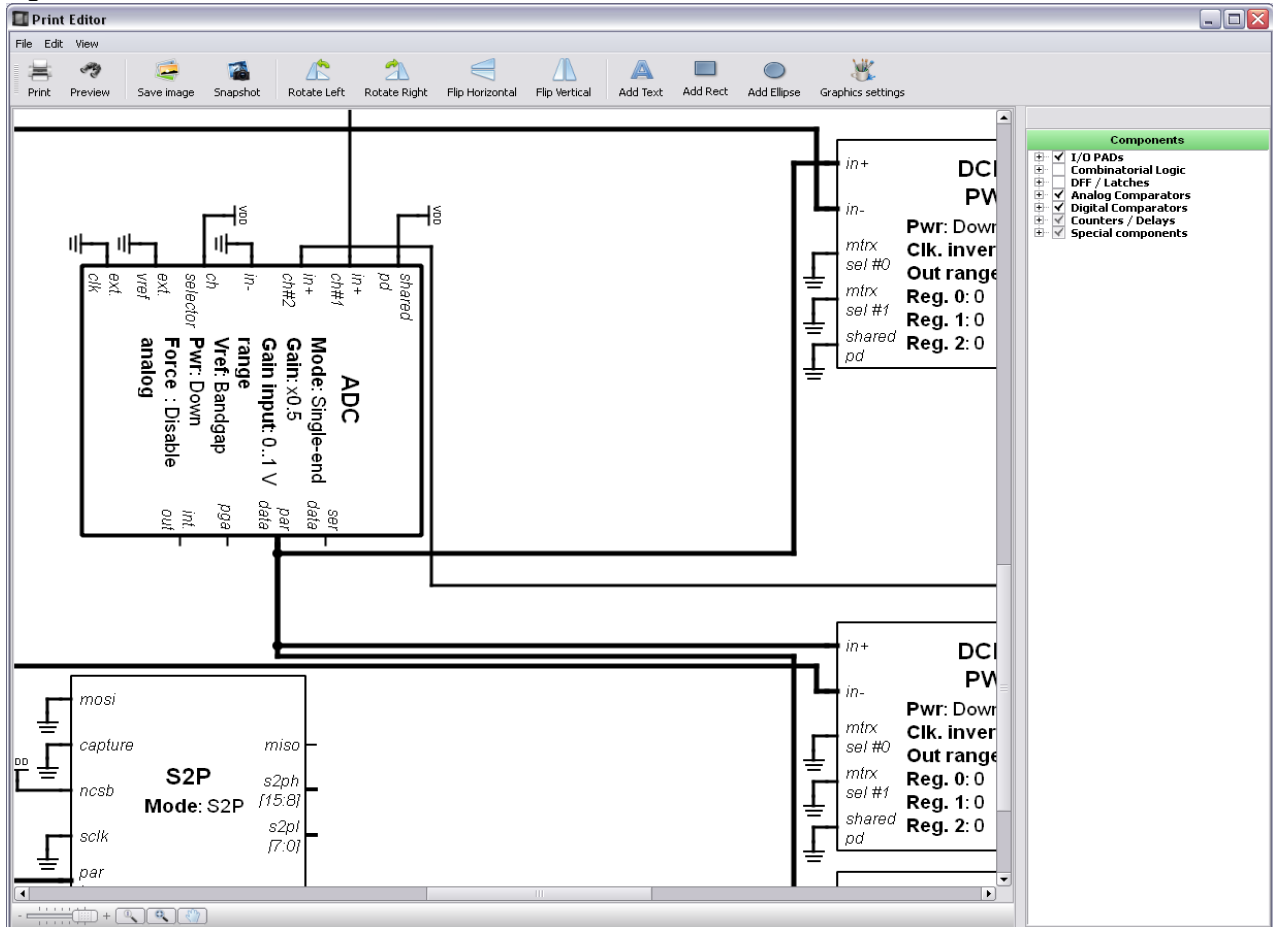 Print Editor
File Edit View
Print Preview Save image Snapshot Rotate Left Rotate Right Flip Horizontal Flip Vertical Add Text Add Rect Add Ellipse Graphics settings
Components
I/O PADs
Combinatorial Logic
DFF / Latches
Analog Comparators
Digital Comparators
Counters / Delays
Special components
VDD
VDD
shared
pd
in+
ch#1
in+
ch#2
in-
ch
selector
ext.
vref
ext.
clk
ADC
Mode: Single-end
Gain: x0.5
Gain input: 0..1 V
range
Vref: Bandgap
Pwr: Down
Force : Disable
analog
ser
data
par
data
pga
int.
out
in+
in-
mtrx
sel #0
mtrx
sel #1
shared
pd
Pwr: Down
Clk. inver
Out range
Reg. 0: 0
Reg. 1: 0
Reg. 2: 0
in+
in-
mtrx
sel #0
mtrx
sel #1
shared
pd
Pwr: Down
Clk. inver
Out range
Reg. 0: 0
Reg. 1: 0
Reg. 2: 0
mosi
capture
DD
ncsb
sclk
par
S2P
Mode: S2P
miso
s2ph
[15:8]
s2pl
[7:0]
- +